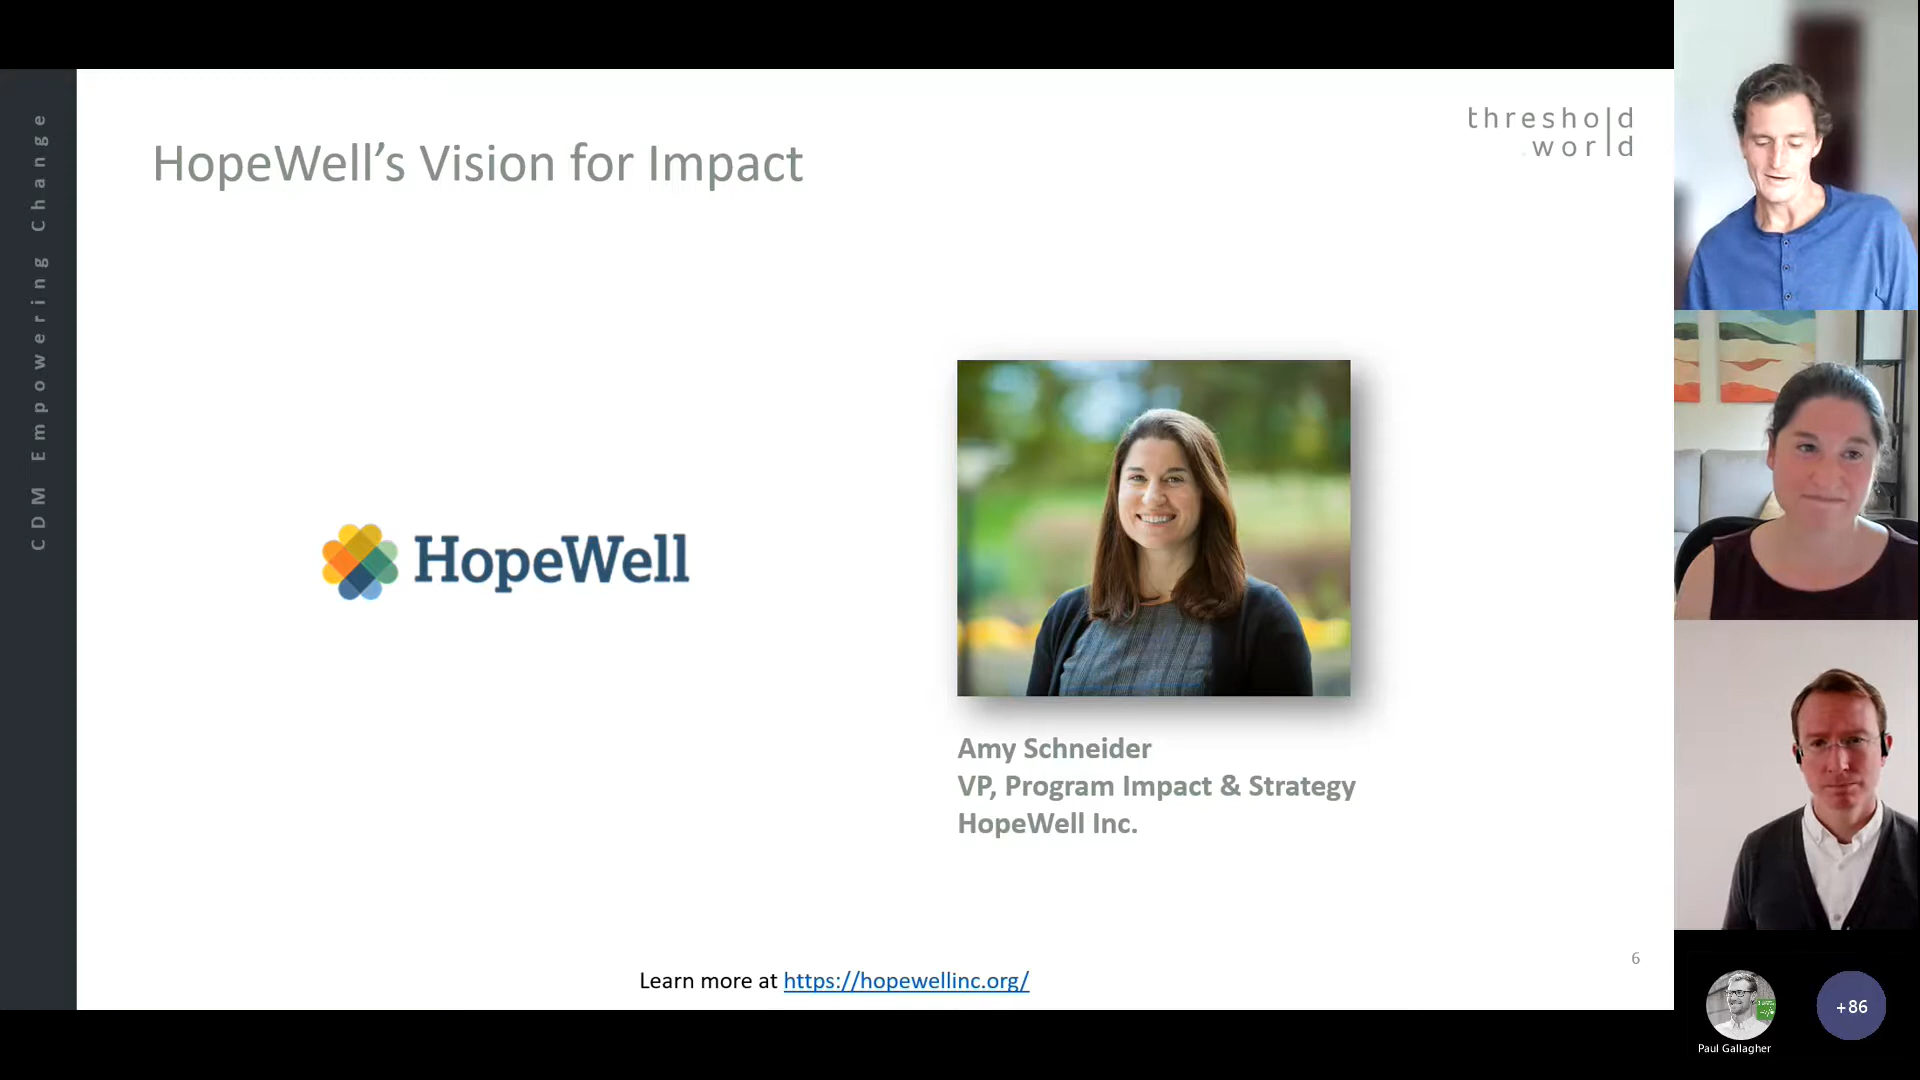 CDM Empowering Change
HopeWell’s Vision for Impact
threshold
.world
HopeWell
Amy Schneider
VP, Program Impact & Strategy
HopeWell Inc.
6
Learn more at https://hopewellinc.org/
+86
Paul Gallagher